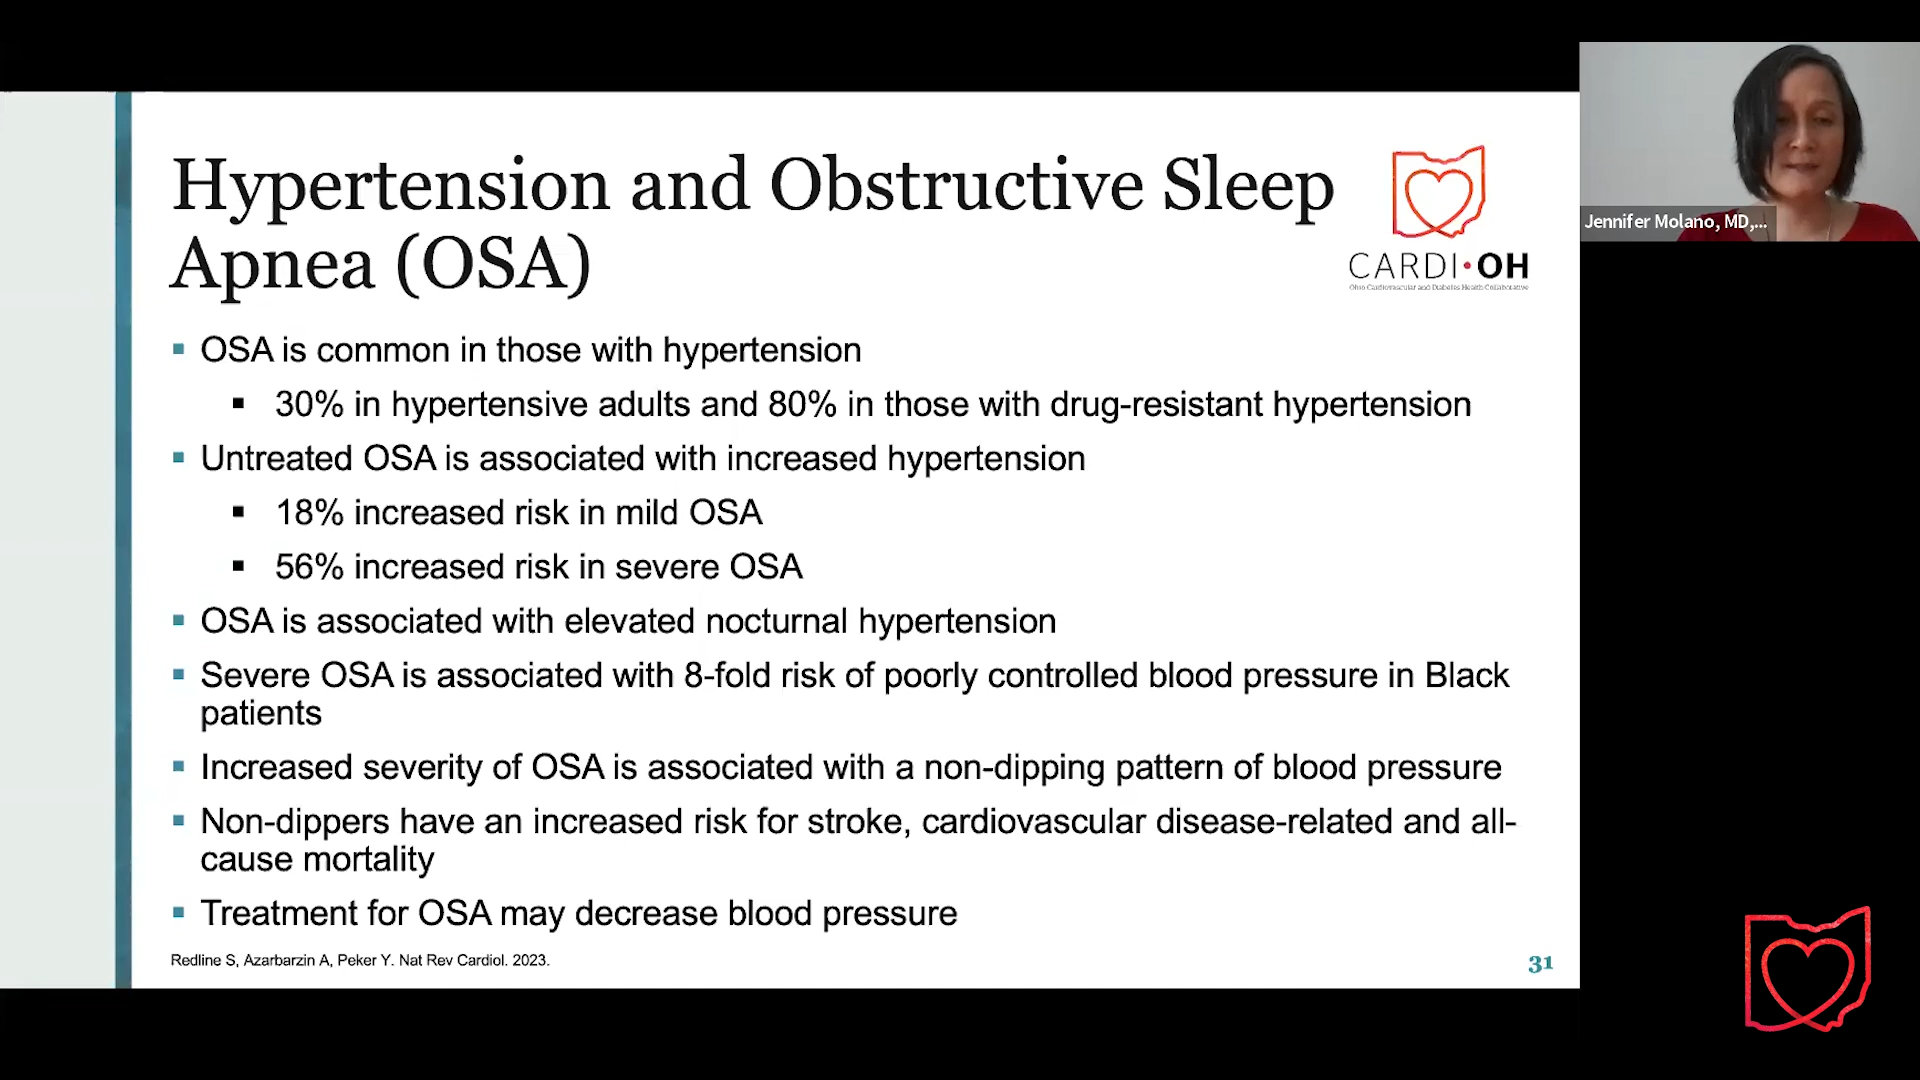 Hypertension and Obstructive Sleep
Apnea (OSA)
CARDI•OH
Ohio Cardiovascular and Diabetes Health Collaborative
Jennifer Molano, MD,...
▪ OSA is common in those with hypertension
▪ 30% in hypertensive adults and 80% in those with drug-resistant hypertension
▪ Untreated OSA is associated with increased hypertension
▪ 18% increased risk in mild OSA
▪ 56% increased risk in severe OSA
▪ OSA is associated with elevated nocturnal hypertension
▪ Severe OSA is associated with 8-fold risk of poorly controlled blood pressure in Black
patients
▪ Increased severity of OSA is associated with a non-dipping pattern of blood pressure
▪ Non-dippers have an increased risk for stroke, cardiovascular disease-related and all-
cause mortality
▪ Treatment for OSA may decrease blood pressure
Redline S, Azarbarzin A, Peker Y. Nat Rev Cardiol. 2023.
31